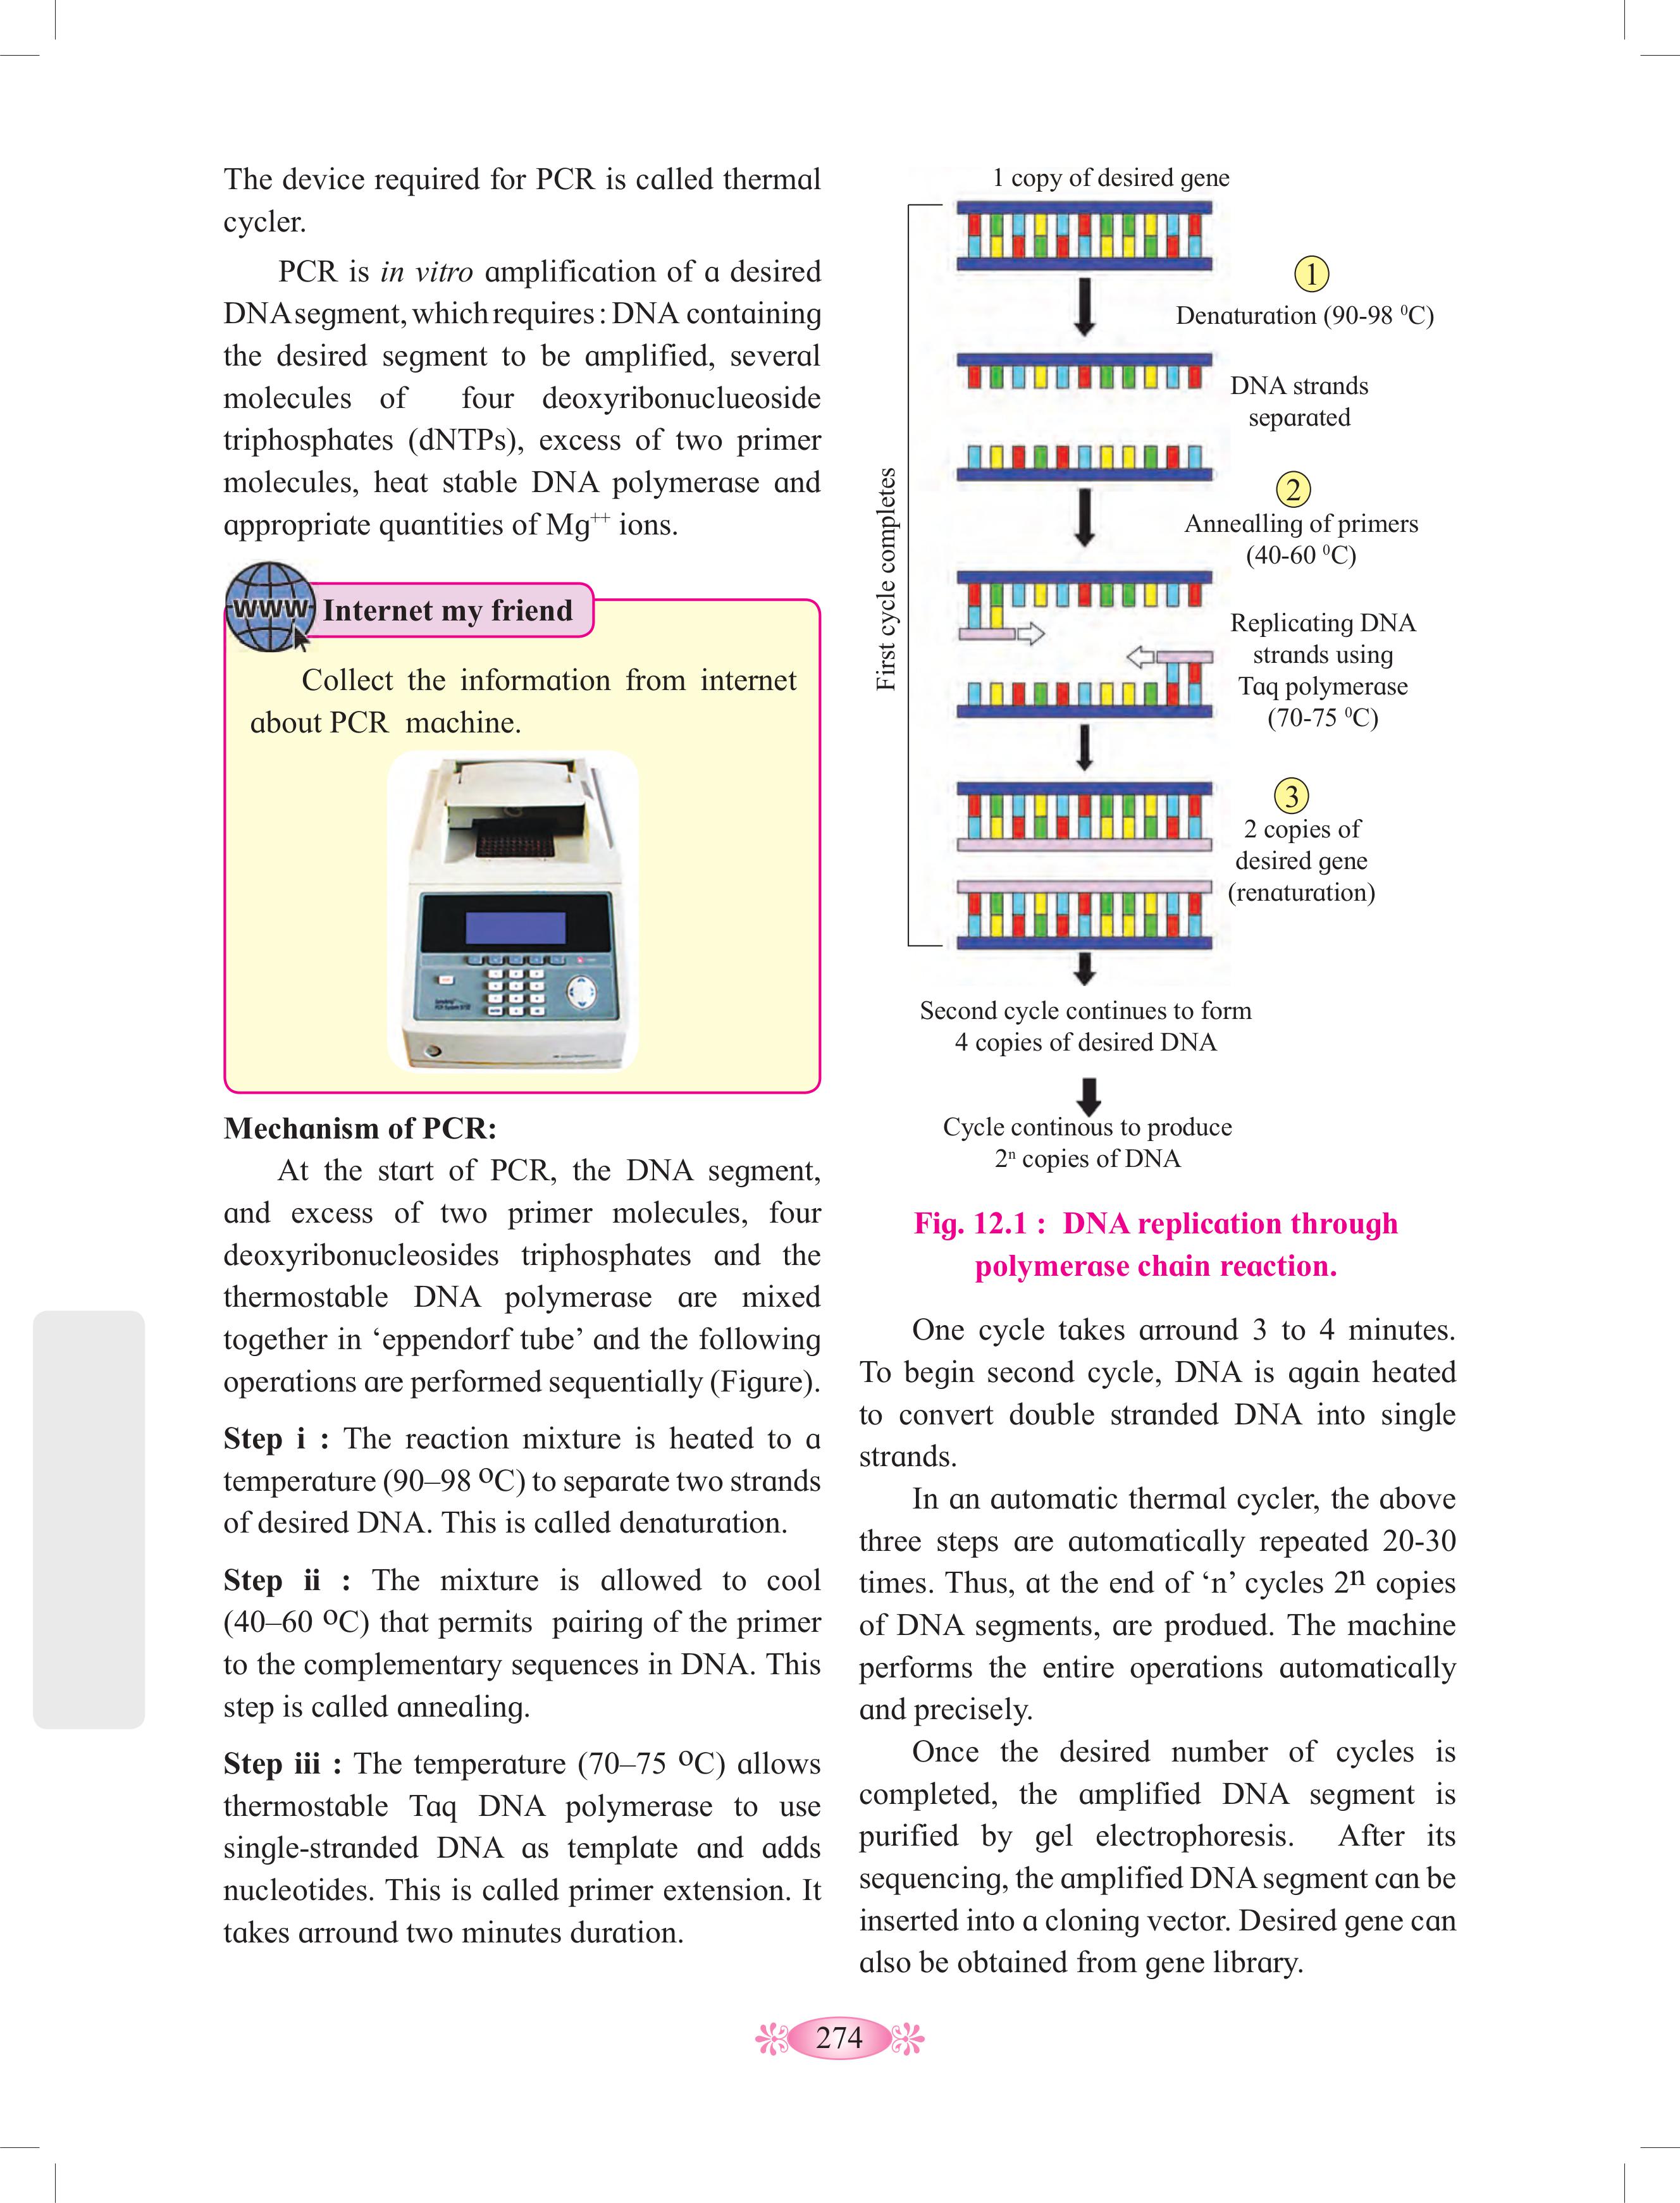 The device required for PCR is called thermal
cycler.
PCR is in vitro amplification of a desired
DNA segment, which requires : DNA containing
the desired segment to be amplified, several
molecules of four deoxyribonuclueoside
triphosphates (dNTPs), excess of two primer
molecules, heat stable DNA polymerase and
appropriate quantities of Mg⁺⁺ ions.
www
Internet my friend
Collect the information from internet
about PCR machine.
Mechanism of PCR:
At the start of PCR, the DNA segment,
and excess of two primer molecules, four
deoxyribonucleosides triphosphates and the
thermostable DNA polymerase are mixed
together in ‘eppendorf tube’ and the following
operations are performed sequentially (Figure).
Step i : The reaction mixture is heated to a
temperature (90–98 ⁰C) to separate two strands
of desired DNA. This is called denaturation.
Step ii : The mixture is allowed to cool
(40–60 ⁰C) that permits pairing of the primer
to the complementary sequences in DNA. This
step is called annealing.
Step iii : The temperature (70–75 ⁰C) allows
thermostable Taq DNA polymerase to use
single-stranded DNA as template and adds
nucleotides. This is called primer extension. It
takes arround two minutes duration.
1 copy of desired gene
1
Denaturation (90-98 ⁰C)
DNA strands
separated
2
Annealling of primers
(40-60 ⁰C)
First cycle completes
Replicating DNA
strands using
Taq polymerase
(70-75 ⁰C)
3
2 copies of
desired gene
(renaturation)
Second cycle continues to form
4 copies of desired DNA
Cycle continous to produce
2ⁿ copies of DNA
Fig. 12.1 : DNA replication through
polymerase chain reaction.
One cycle takes arround 3 to 4 minutes.
To begin second cycle, DNA is again heated
to convert double stranded DNA into single
strands.
In an automatic thermal cycler, the above
three steps are automatically repeated 20-30
times. Thus, at the end of ‘n’ cycles 2ⁿ copies
of DNA segments, are produed. The machine
performs the entire operations automatically
and precisely.
Once the desired number of cycles is
completed, the amplified DNA segment is
purified by gel electrophoresis. After its
sequencing, the amplified DNA segment can be
inserted into a cloning vector. Desired gene can
also be obtained from gene library.
274